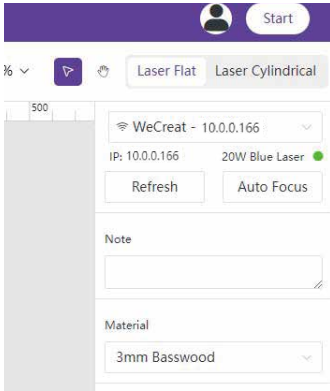 Start
% Laser Flat Laser Cylindrical
500
WeCreat - 10.0.0.166
IP: 10.0.0.166 20W Blue Laser
Refresh Auto Focus
Note
Material
3mm Basswood